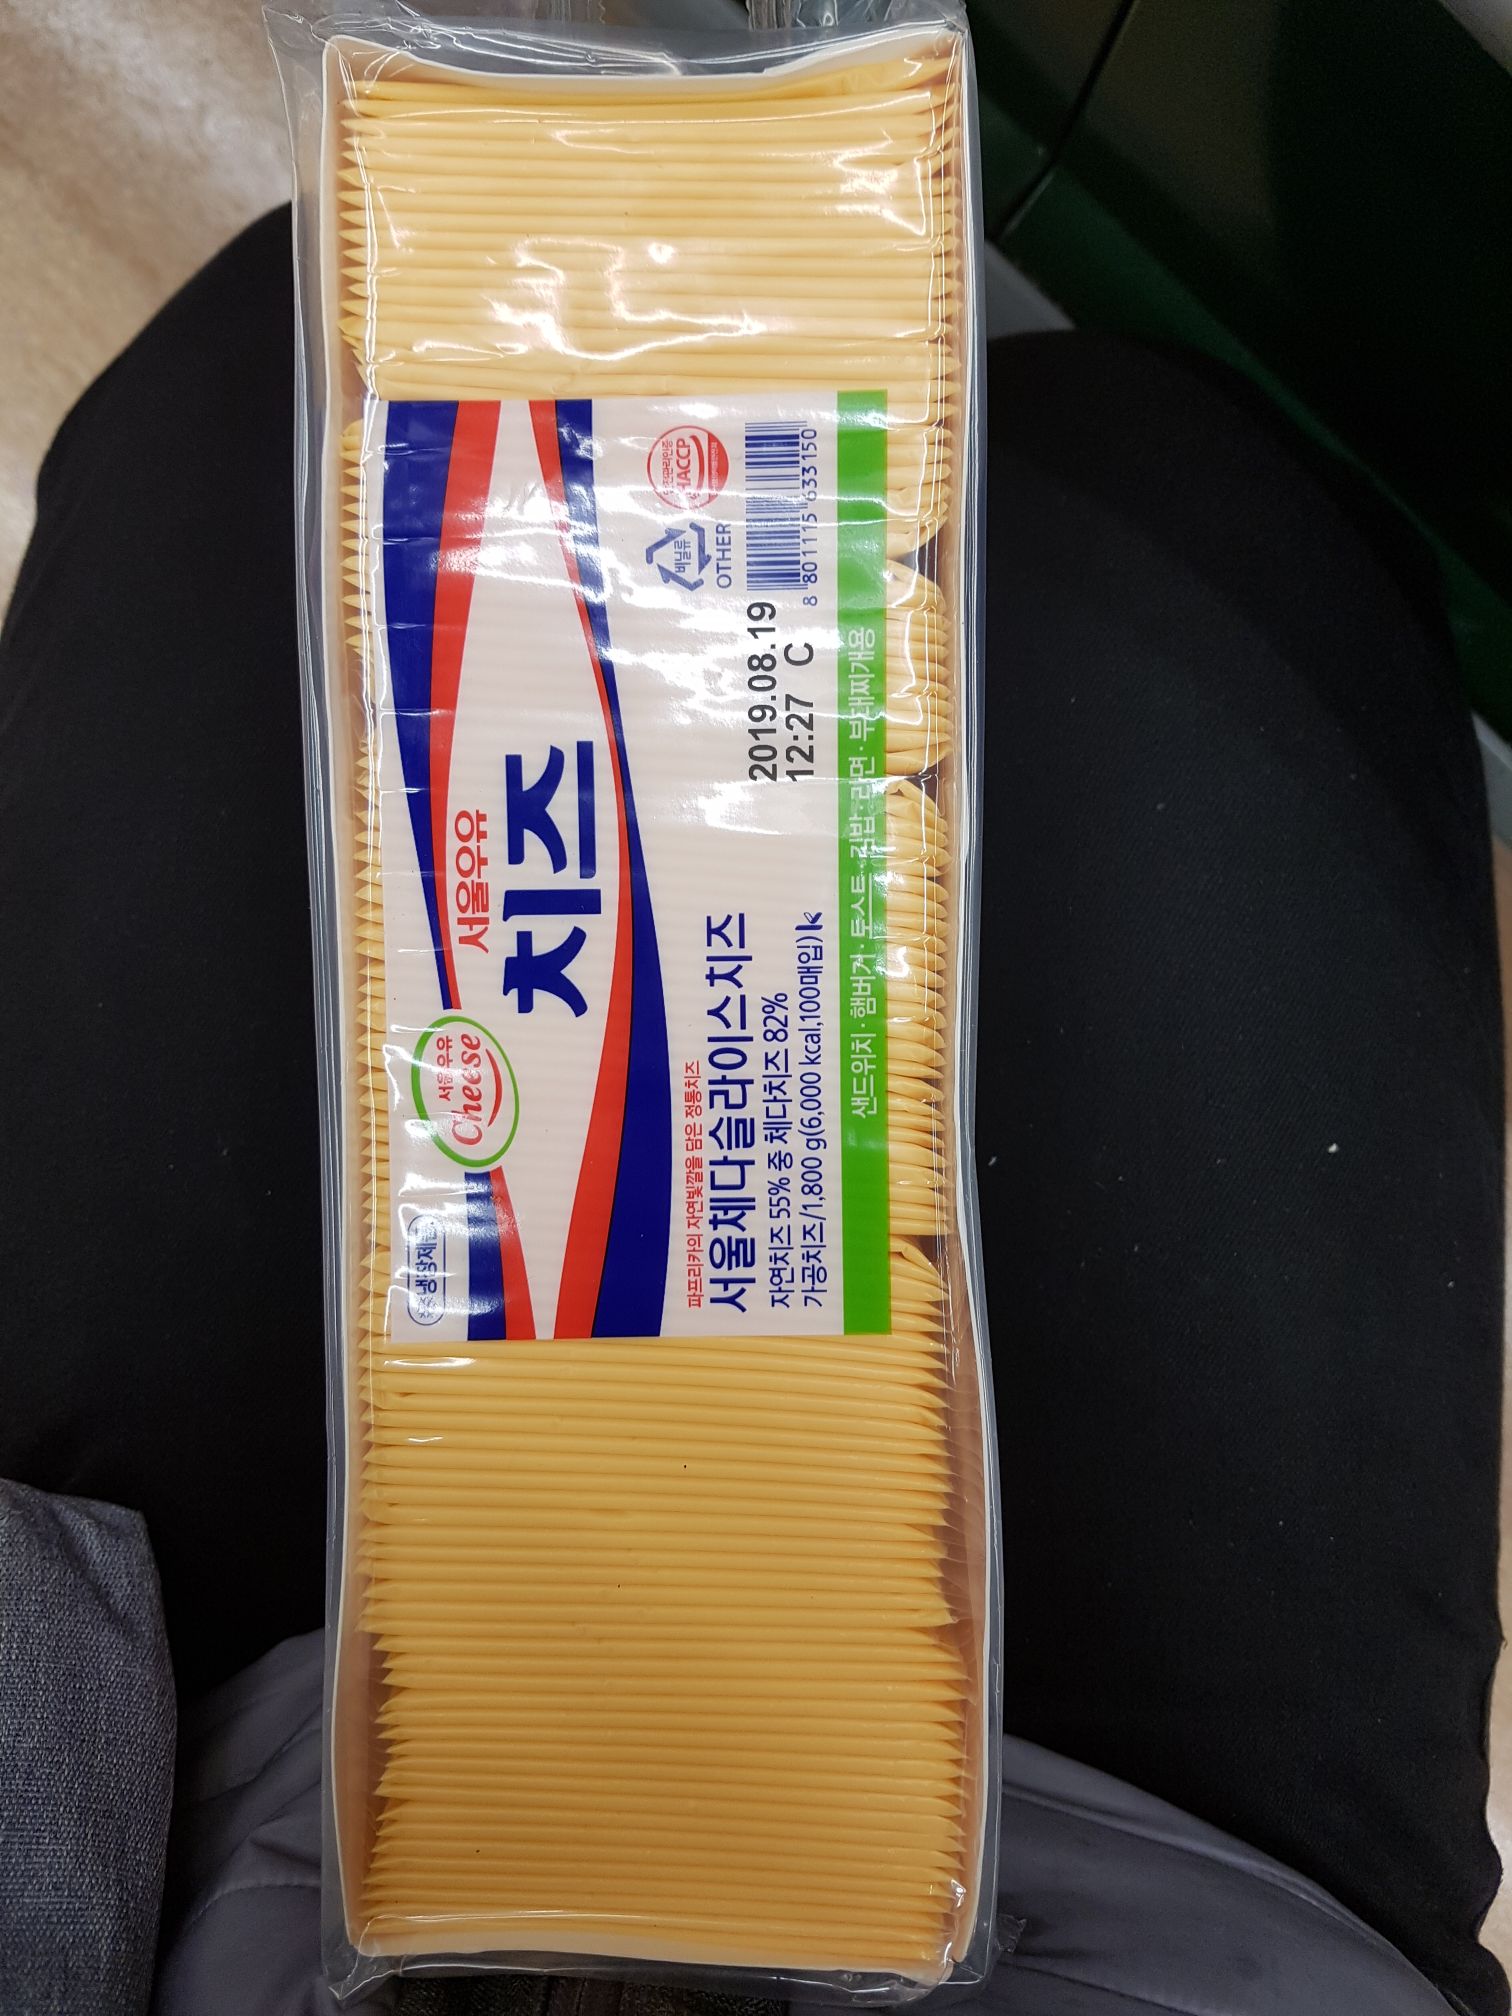 냉장제품
서울우유
Cheese
서울우유
치즈
파프리카의 자연빛깔을 담은 정통치즈
서울체다슬라이스치즈
자연치즈 55% 중 체다치즈 82%
가공치즈/1,800 g(6,000 kcal,100매입)
2019.08.19
12:27 C
비닐류
OTHER
HACCP
8 801115 633150
샌드위치·햄버거·토스트·김밥·라면·부대찌개용